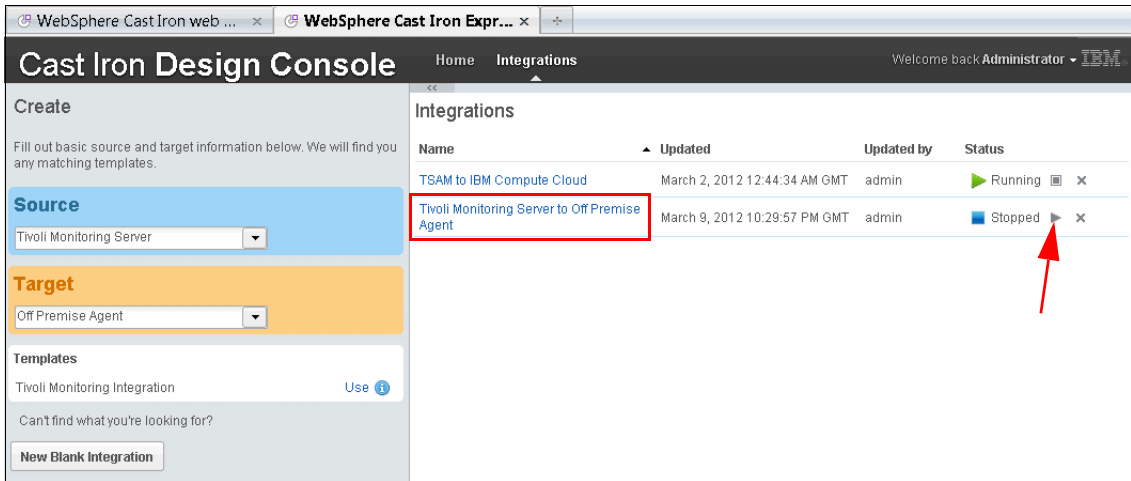 WebSphere Cast Iron web ... ×
WebSphere Cast Iron Expr... ×
Cast Iron Design Console
Home Integrations
Welcome back Administrator IBM
<<
Create
Fill out basic source and target information below. We will find you
any matching templates.
Source
Tivoli Monitoring Server
Target
Off Premise Agent
Templates
Tivoli Monitoring Integration Use i
Can't find what you're looking for?
New Blank Integration
Integrations
Name Updated Updated by Status
TSAM to IBM Compute Cloud March 2, 2012 12:44:34 AM GMT admin Running
Tivoli Monitoring Server to Off Premise
Agent
March 9, 2012 10:29:57 PM GMT admin Stopped